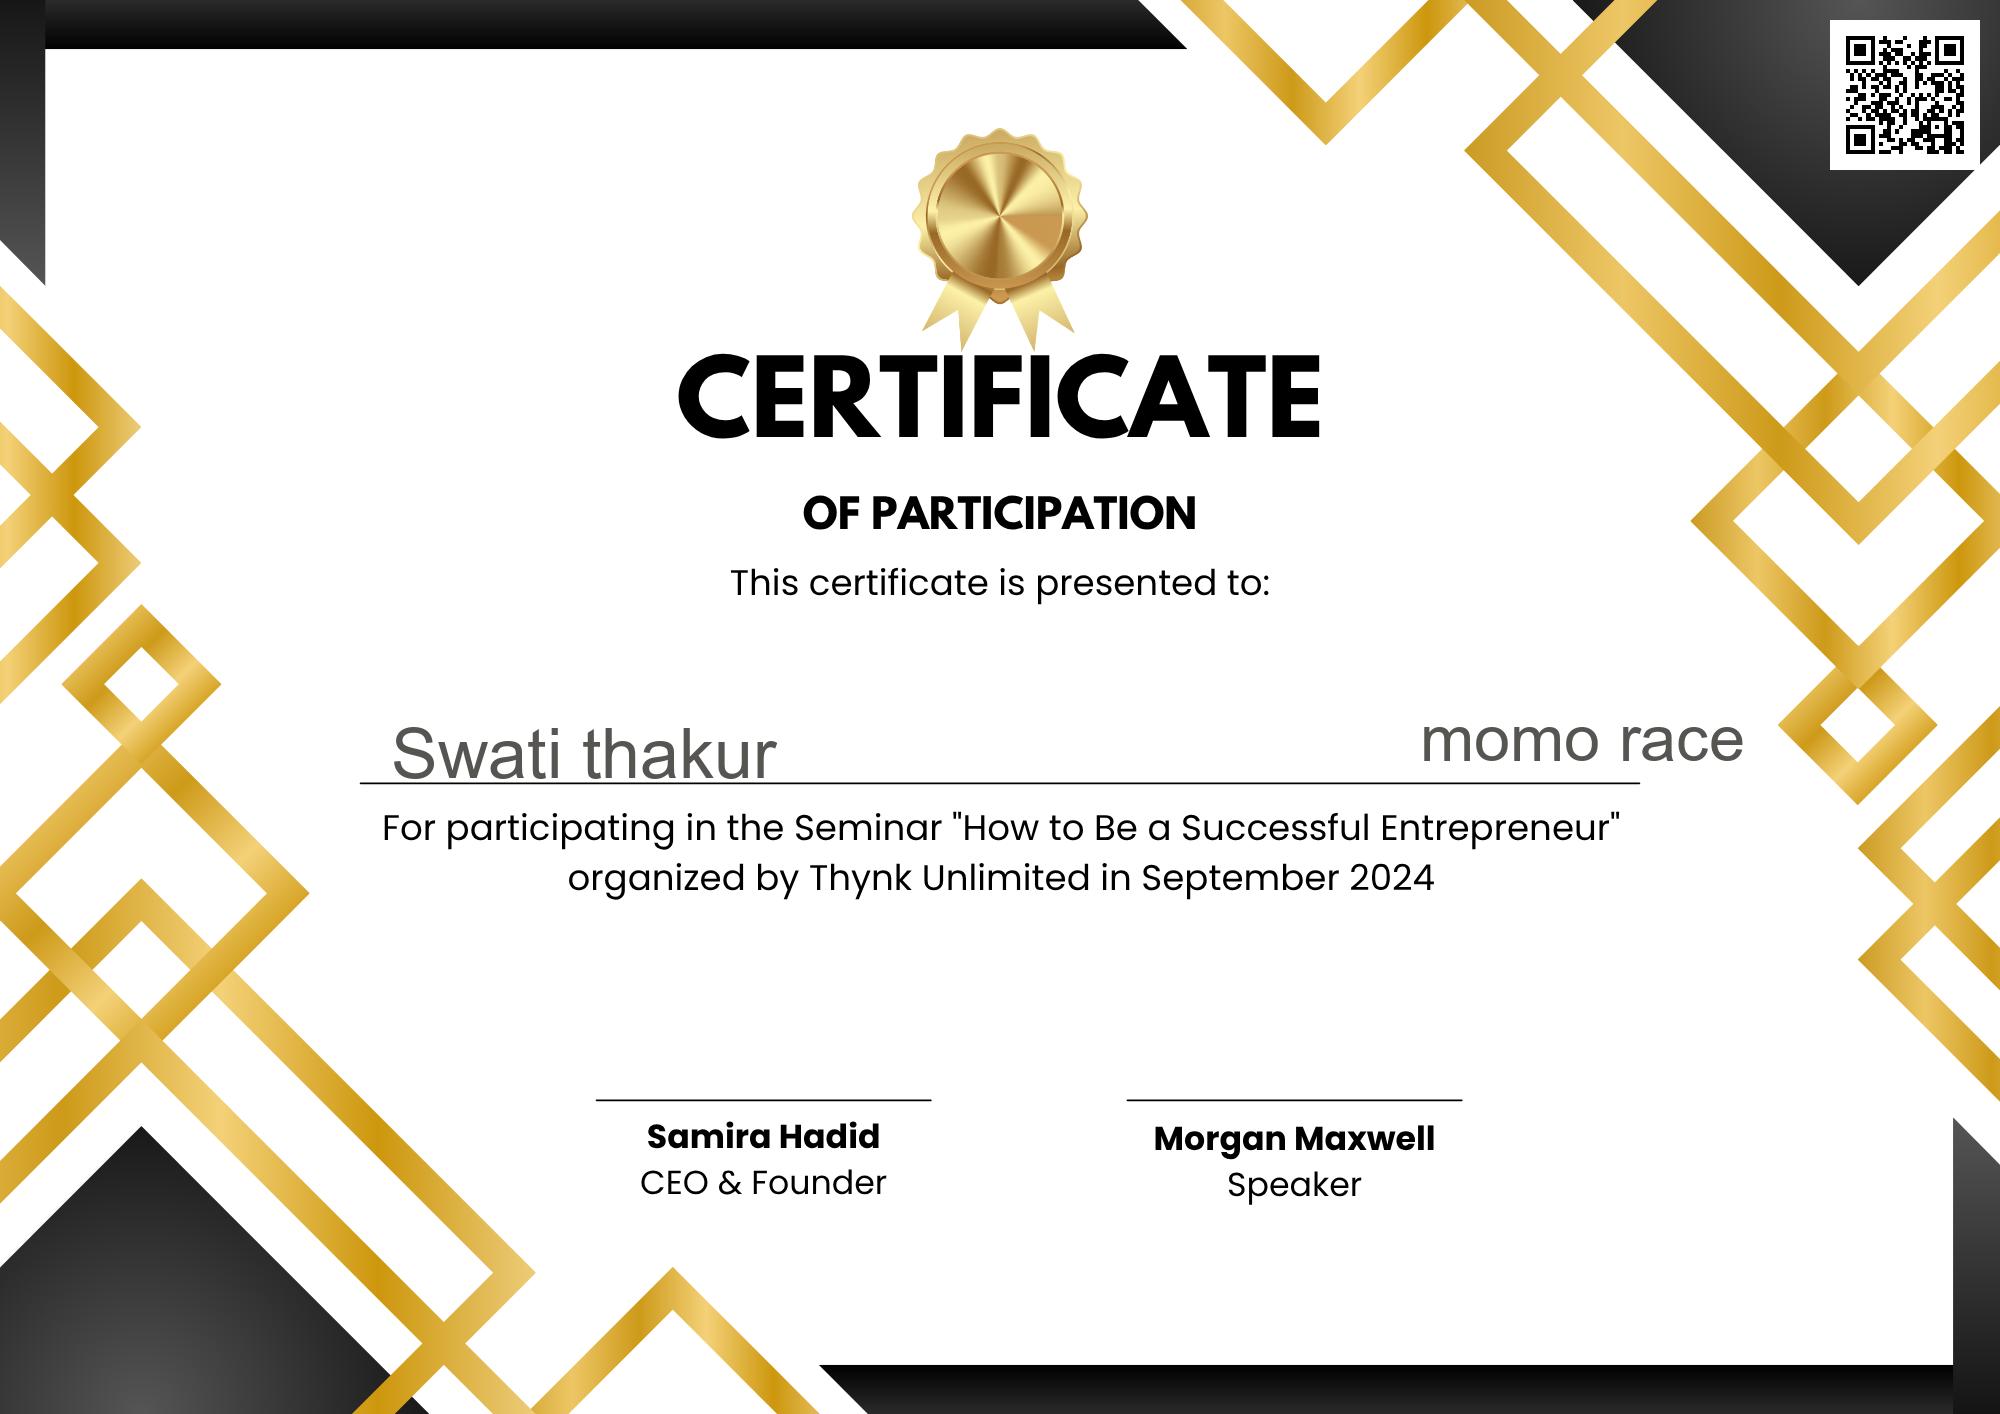 CERTIFICATE
OF PARTICIPATION
This certificate is presented to:
Swati thakur momo race
For participating in the Seminar "How to Be a Successful Entrepreneur"
organized by Thynk Unlimited in September 2024
Samira Hadid
CEO & Founder
Morgan Maxwell
Speaker